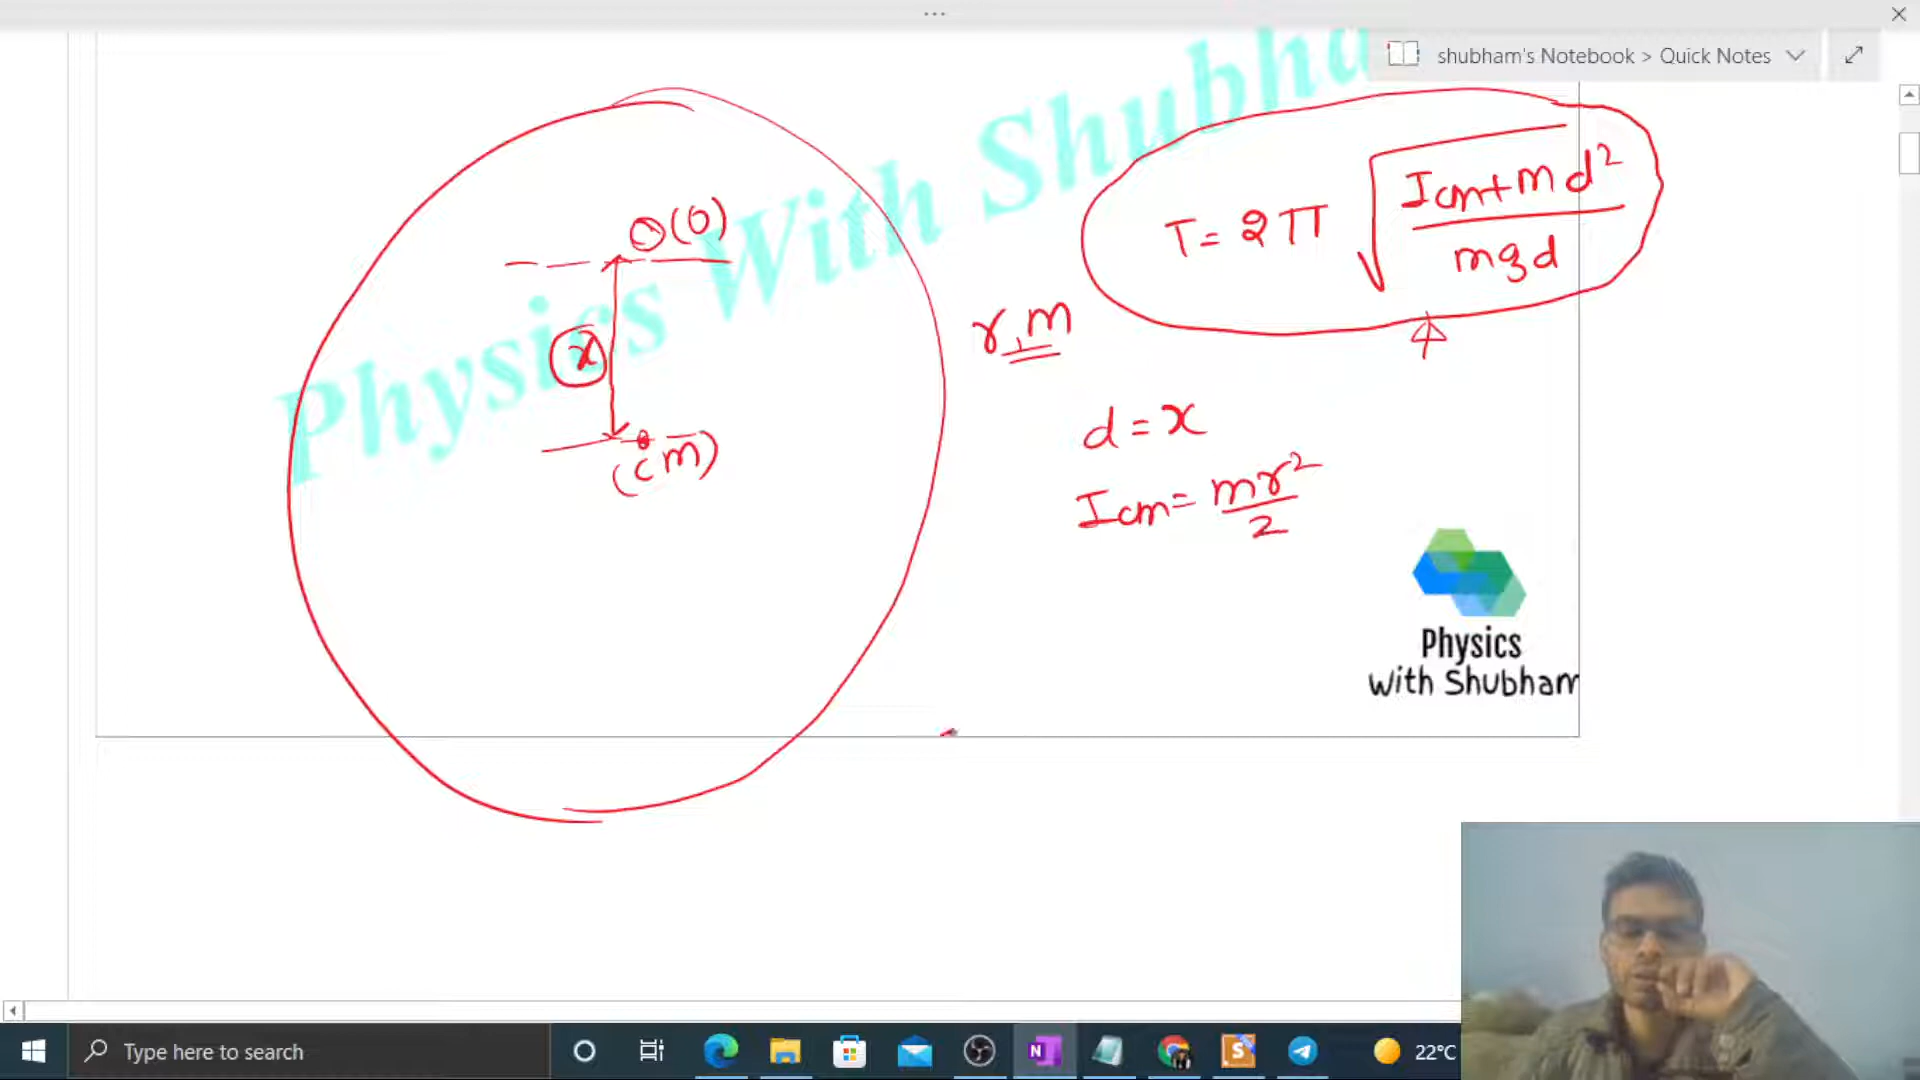 ...
shubham's Notebook > Quick Notes
Physics With Shubha
(0)
T = 2π √ Icm+md² / mgd
x
r, m
(cm)
d = x
Icm = mr² / 2
Physics
with Shubham
Type here to search
22°C